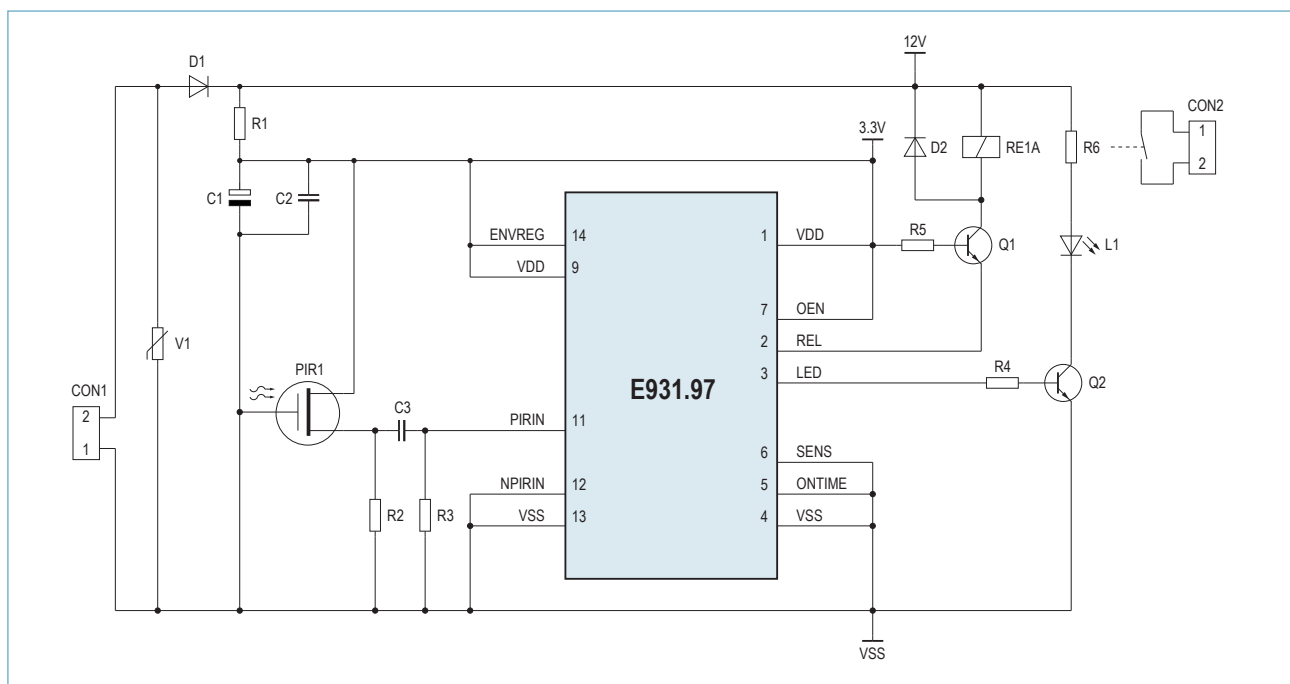 12V
D1
CON2
R1
3.3V
1
D2
RE1A
R6
2
C1
C2
R5
ENVREG
14
1
VDD
Q1
L1
VDD
9
7
OEN
V1
2
REL
PIR1
3
LED
R4
Q2
CON1
E931.97
2
C3
PIRIN
11
1
6
SENS
NPIRIN
12
5
ONTIME
R2
R3
VSS
13
4
VSS
VSS